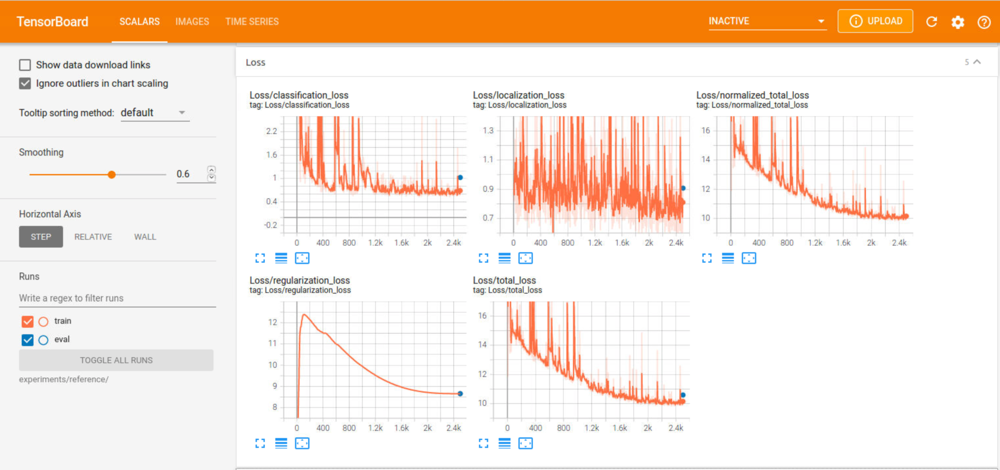 TensorBoard
SCALARS
IMAGES
TIME SERIES
INACTIVE
UPLOAD
Show data download links
Ignore outliers in chart scaling
Tooltip sorting method: default
Smoothing
0.6
Horizontal Axis
STEP
RELATIVE
WALL
Runs
Write a regex to filter runs
train
eval
TOGGLE ALL RUNS
experiments/reference/
Loss
5
Loss/classification_loss
tag: Loss/classification_loss
2.2
1.6
1
0.4
-0.2
0 400 800 1.2k 1.6k 2k 2.4k
Loss/localization_loss
tag: Loss/localization_loss
1.3
1.1
0.9
0.7
0 400 800 1.2k 1.6k 2k 2.4k
Loss/normalized_total_loss
tag: Loss/normalized_total_loss
16
14
12
10
0 400 800 1.2k 1.6k 2k 2.4k
Loss/regularization_loss
tag: Loss/regularization_loss
12
11
10
9
8
0 400 800 1.2k 1.6k 2k 2.4k
Loss/total_loss
tag: Loss/total_loss
16
14
12
10
0 400 800 1.2k 1.6k 2k 2.4k